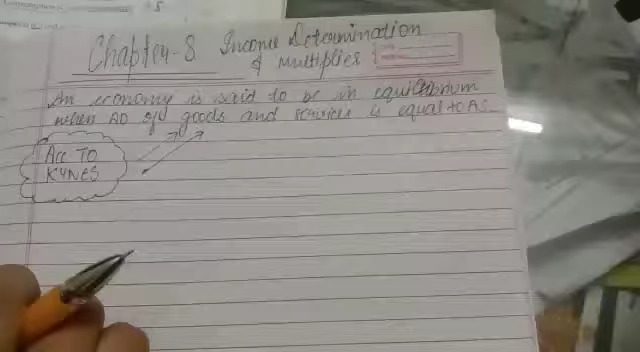 Chapter-8 Income Determination
& Multiplier
An economy is said to be in equilibrium
when AD of goods and services is equal to AS
Acc TO
KYNES